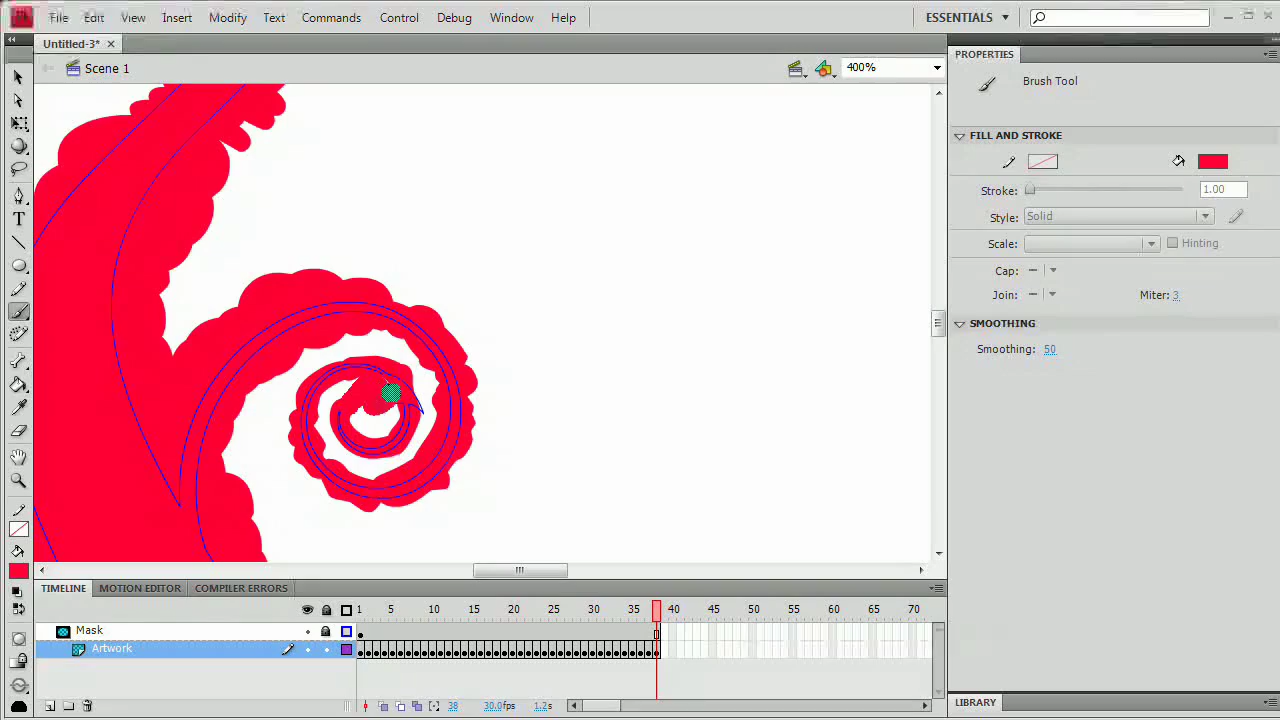 File Edit View Insert Modify Text Commands Control Debug Window Help ESSENTIALS
Untitled-3*
Scene 1 400%
PROPERTIES
Brush Tool
FILL AND STROKE
Stroke: 1.00
Style: Solid
Scale: Hinting
Cap:
Join: Miter: 3
SMOOTHING
Smoothing: 50
TIMELINE MOTION EDITOR COMPILER ERRORS
1 5 10 15 20 25 30 35 40 45 50 55 60 65 70
Mask
Artwork
38 30.0fps 1.2s
LIBRARY